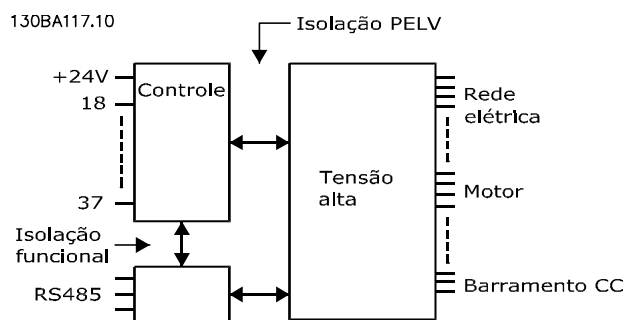 130BA117.10
Isolação PELV
+24V
18
37
Controle
Tensão
alta
Rede
elétrica
Motor
Barramento CC
Isolação
funcional
RS485